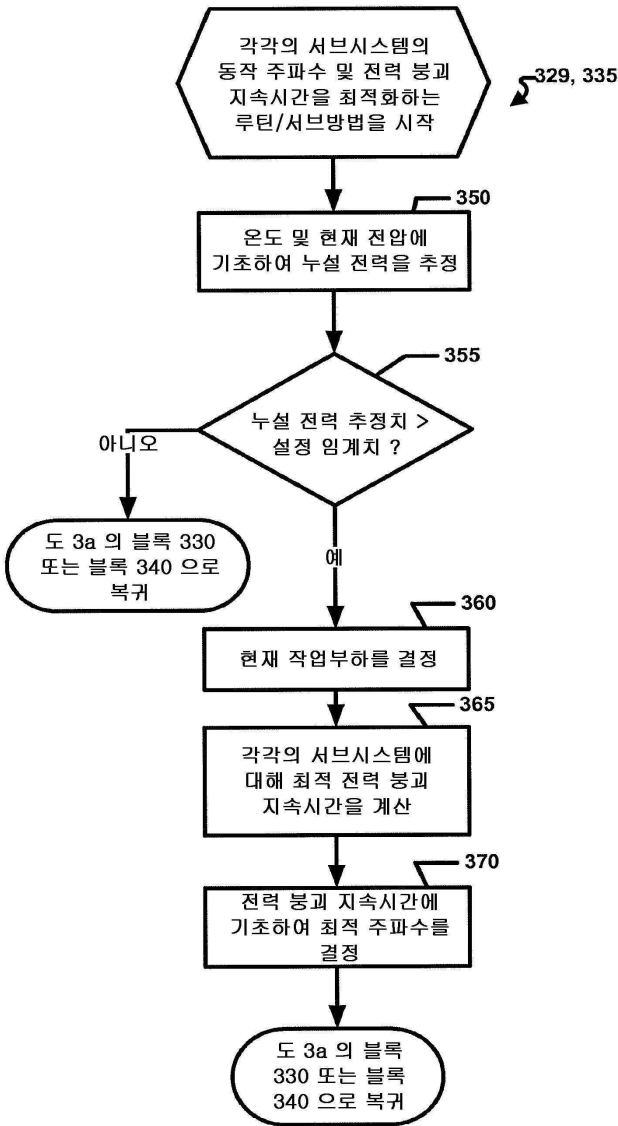 각각의 서브시스템의
동작 주파수 및 전력 붕괴
지속시간을 최적화하는
루틴/서브방법을 시작
329, 335
350
온도 및 현재 전압에
기초하여 누설 전력을 추정
355
누설 전력 추정치 >
설정 임계치 ?
아니오
도 3a 의 블록 330
또는 블록 340 으로
복귀
예
360
현재 작업부하를 결정
365
각각의 서브시스템에
대해 최적 전력 붕괴
지속시간을 계산
370
전력 붕괴 지속시간에
기초하여 최적 주파수를
결정
도 3a 의 블록
330 또는 블록
340 으로 복귀